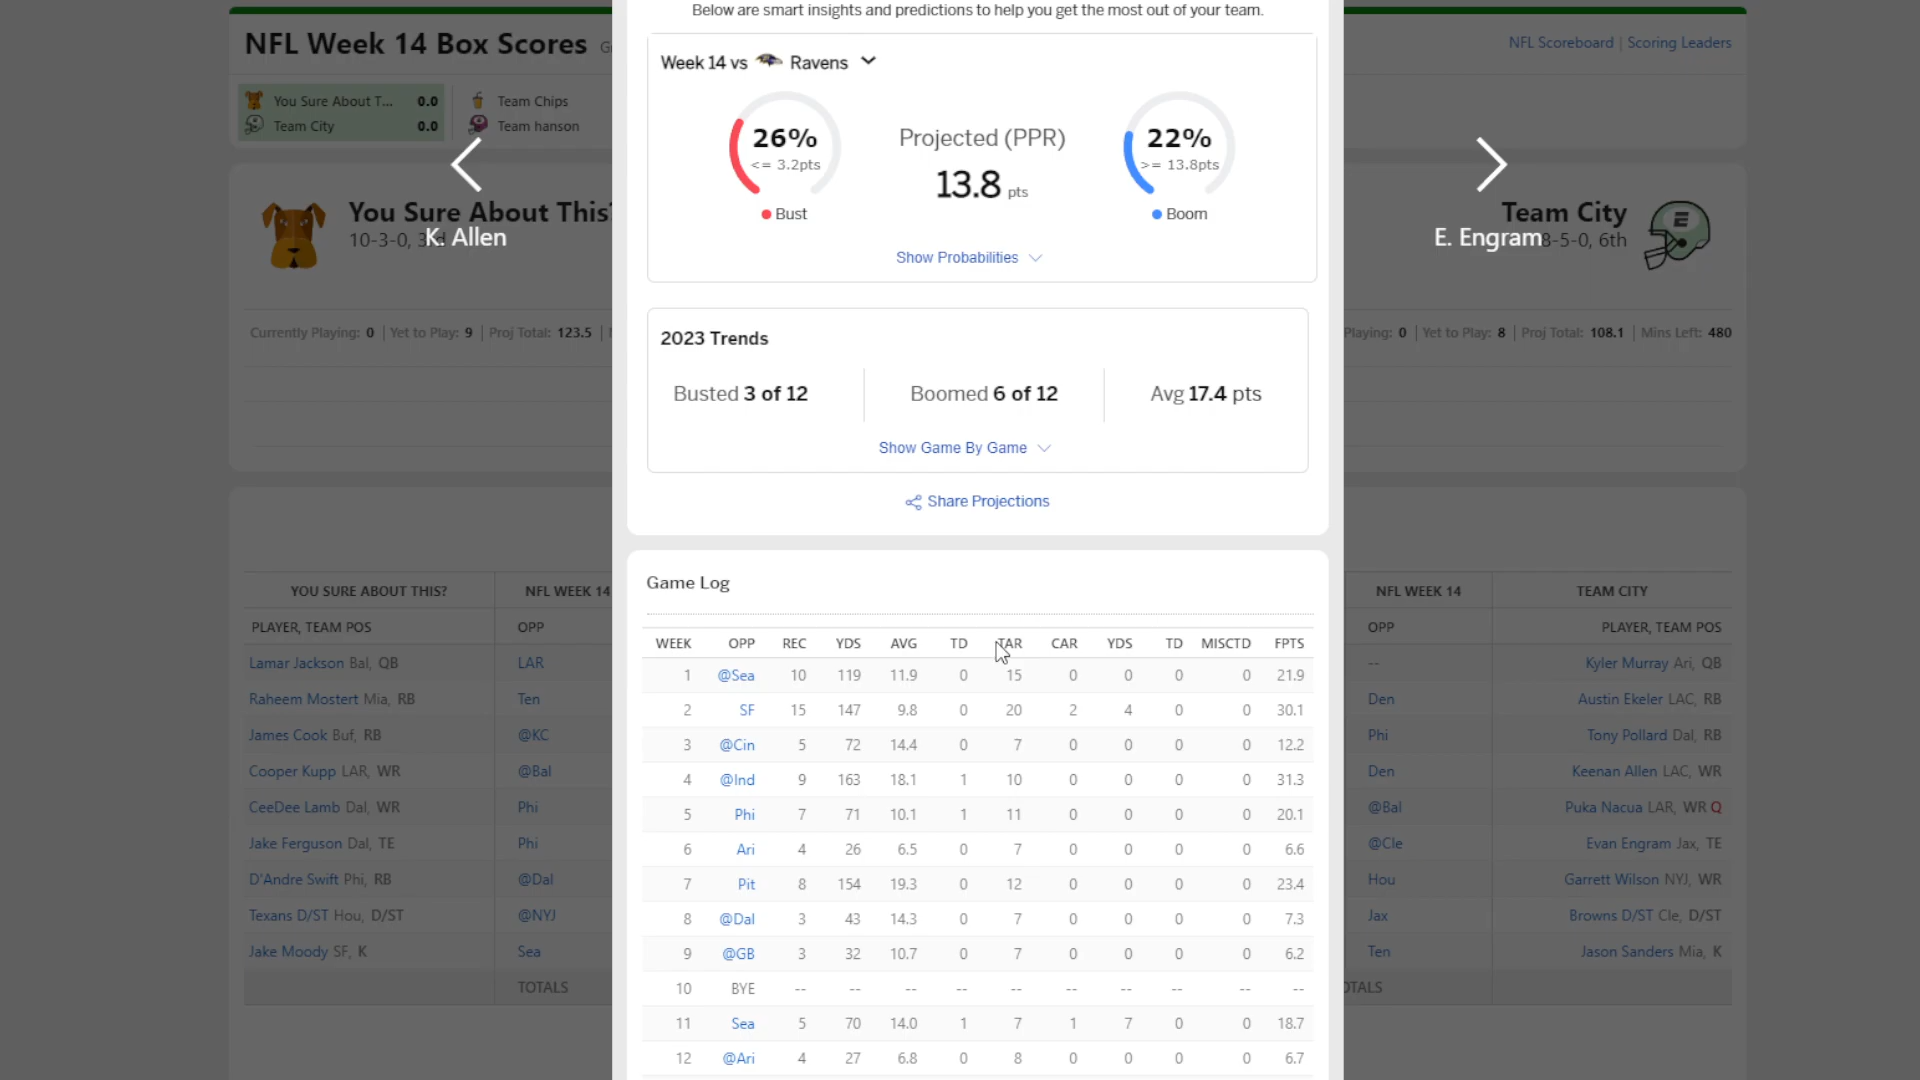 Below are smart insights and predictions to help you get the most out of your team.
NFL Week 14 Box Scores
NFL Scoreboard | Scoring Leaders
You Sure About T... 0.0
Team City 0.0
Team Chips
Team hanson
Week 14 vs Ravens
26%
<= 3.2pts
Bust
Projected (PPR)
13.8 pts
22%
>= 13.8pts
Boom
Show Probabilities
You Sure About This?
10-3-0, 3rd
K. Allen
Team City
8-5-0, 6th
E. Engram
Currently Playing: 0 | Yet to Play: 9 | Proj Total: 123.5
Playing: 0 | Yet to Play: 8 | Proj Total: 108.1 | Mins Left: 480
2023 Trends
Busted 3 of 12
Boomed 6 of 12
Avg 17.4 pts
Show Game By Game
Share Projections
Game Log
WEEK OPP REC YDS AVG TD TAR CAR YDS TD MISCTD FPTS
1 @Sea 10 119 11.9 0 15 0 0 0 0 21.9
2 SF 15 147 9.8 0 20 2 4 0 0 30.1
3 @Cin 5 72 14.4 0 7 0 0 0 0 12.2
4 @Ind 9 163 18.1 1 10 0 0 0 0 31.3
5 Phi 7 71 10.1 1 11 0 0 0 0 20.1
6 Ari 4 26 6.5 0 7 0 0 0 0 6.6
7 Pit 8 154 19.3 0 12 0 0 0 0 23.4
8 @Dal 3 43 14.3 0 7 0 0 0 0 7.3
9 @GB 3 32 10.7 0 7 0 0 0 0 6.2
10 BYE -- -- -- -- -- -- -- -- -- --
11 Sea 5 70 14.0 1 7 1 7 0 0 18.7
12 @Ari 4 27 6.8 0 8 0 0 0 0 6.7
YOU SURE ABOUT THIS? NFL WEEK 14
PLAYER, TEAM POS OPP
Lamar Jackson Bal, QB LAR
Raheem Mostert Mia, RB Ten
James Cook Buf, RB @KC
Cooper Kupp LAR, WR @Bal
CeeDee Lamb Dal, WR Phi
Jake Ferguson Dal, TE Phi
D'Andre Swift Phi, RB @Dal
Texans D/ST Hou, D/ST @NYJ
Jake Moody SF, K Sea
TOTALS
NFL WEEK 14 TEAM CITY
OPP PLAYER, TEAM POS
-- Kyler Murray Ari, QB
Den Austin Ekeler LAC, RB
Phi Tony Pollard Dal, RB
Den Keenan Allen LAC, WR
@Bal Puka Nacua LAR, WR Q
@Cle Evan Engram Jax, TE
Hou Garrett Wilson NYJ, WR
Jax Browns D/ST Cle, D/ST
Ten Jason Sanders Mia, K
OTALS